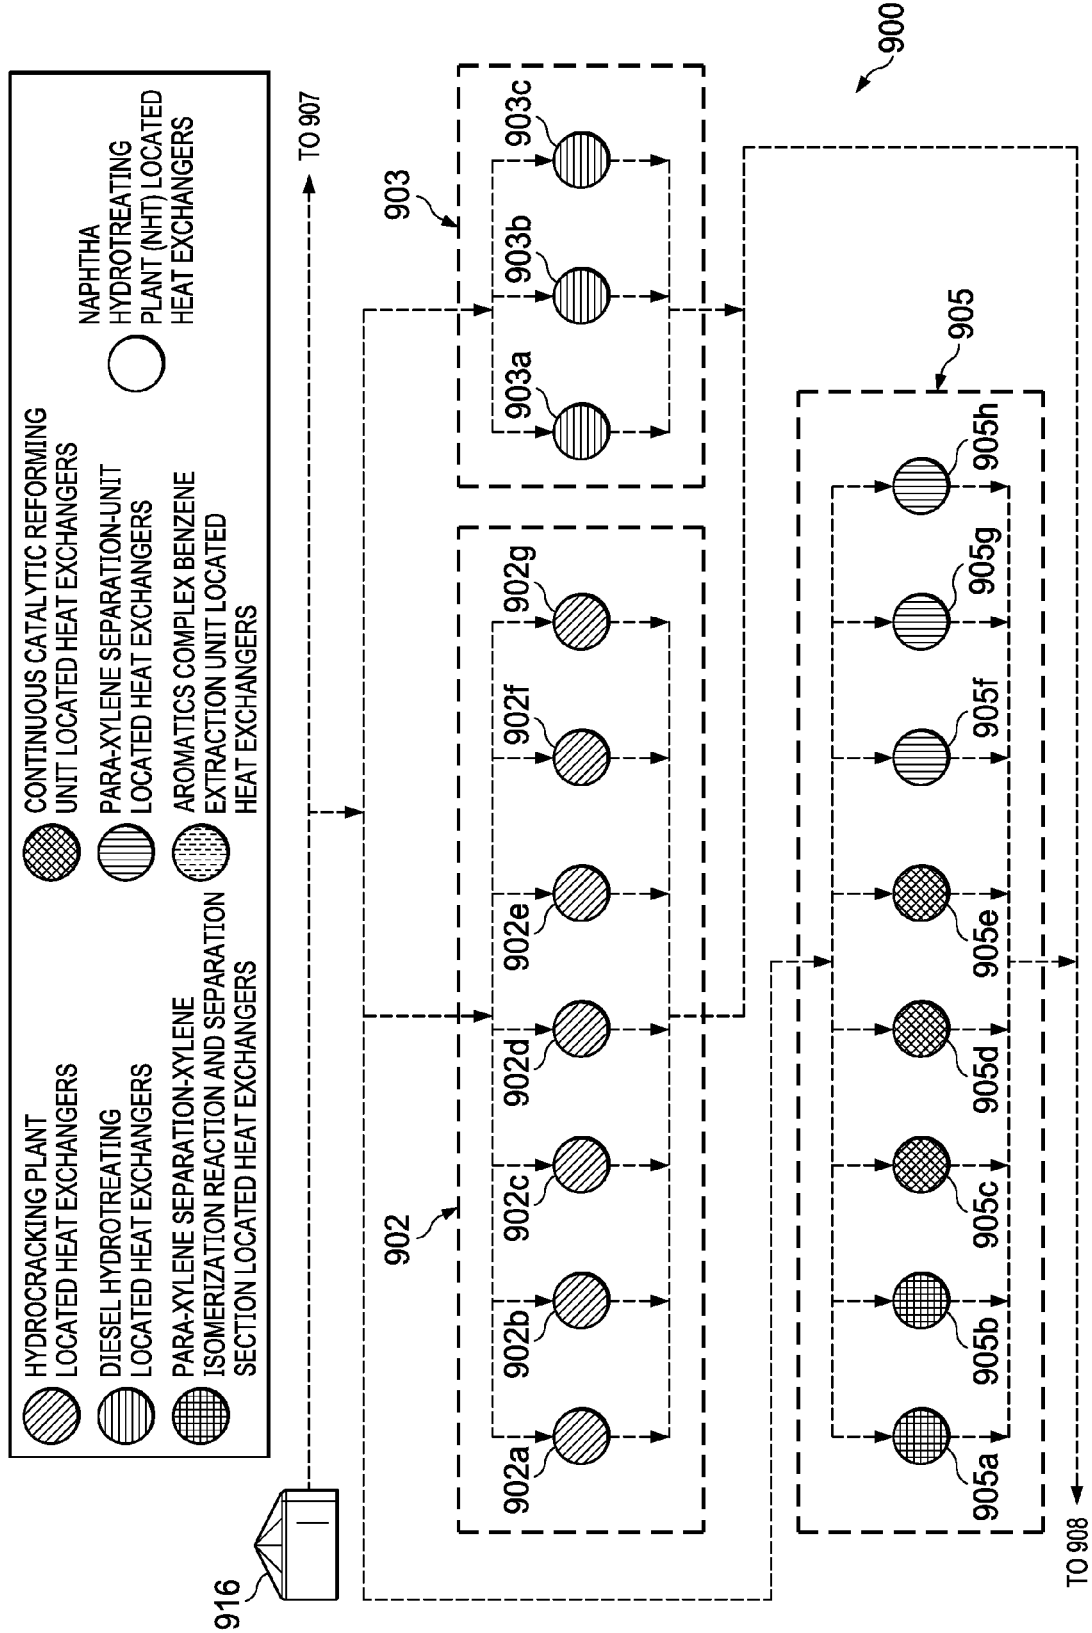 HYDROCRACKING PLANT
LOCATED HEAT EXCHANGERS
DIESEL HYDROTREATING
LOCATED HEAT EXCHANGERS
PARA-XYLENE SEPARATION-XYLENE
ISOMERIZATION REACTION AND SEPARATION
SECTION LOCATED HEAT EXCHANGERS
CONTINUOUS CATALYTIC REFORMING
UNIT LOCATED HEAT EXCHANGERS
PARA-XYLENE SEPARATION-UNIT
LOCATED HEAT EXCHANGERS
AROMATICS COMPLEX BENZENE
EXTRACTION UNIT LOCATED
HEAT EXCHANGERS
NAPHTHA
HYDROTREATING
PLANT (NHT) LOCATED
HEAT EXCHANGERS
916
TO 907
902
903
902a
902b
902c
902d
902e
902f
902g
903a
903b
903c
900
905
905a
905b
905c
905d
905e
905f
905g
905h
TO 908